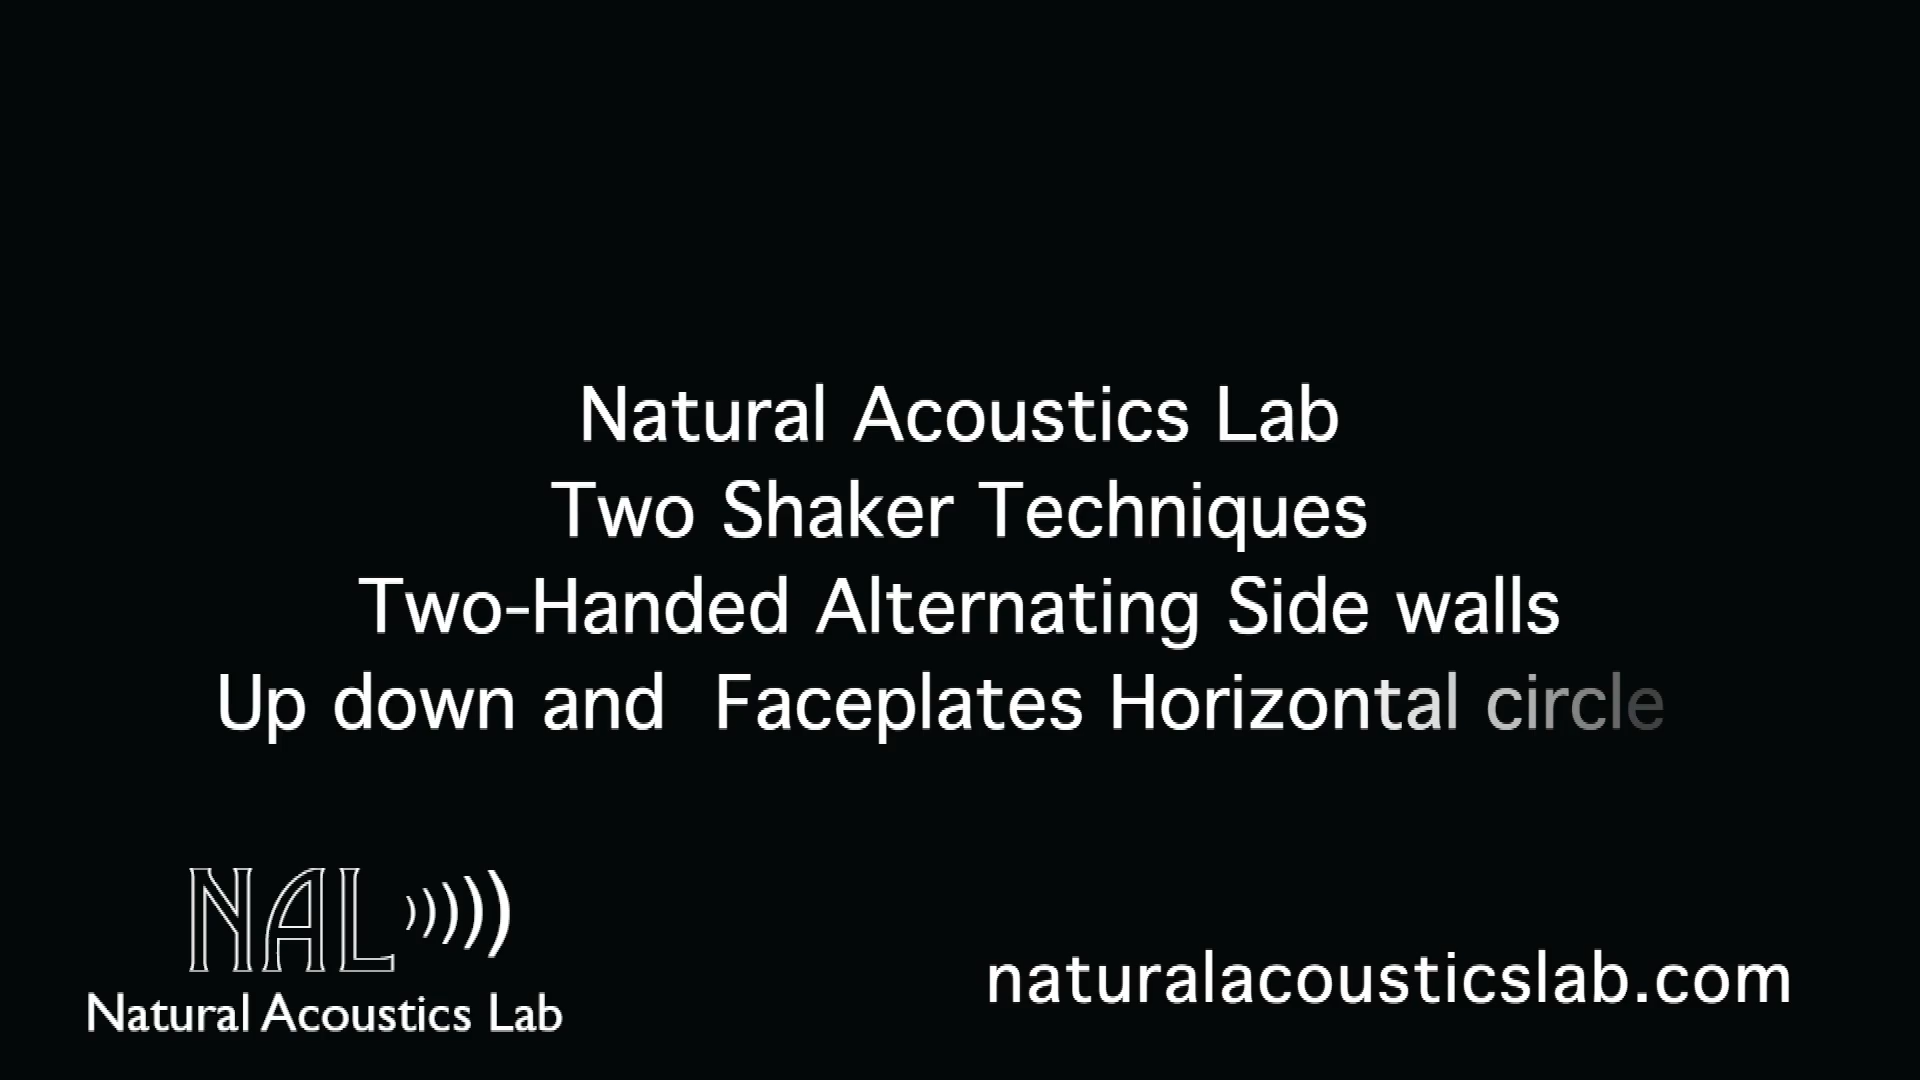 Natural Acoustics Lab
Two Shaker Techniques
Two-Handed Alternating Side walls
Up down and  Faceplates Horizontal circle
NAL
Natural Acoustics Lab
naturalacousticslab.com